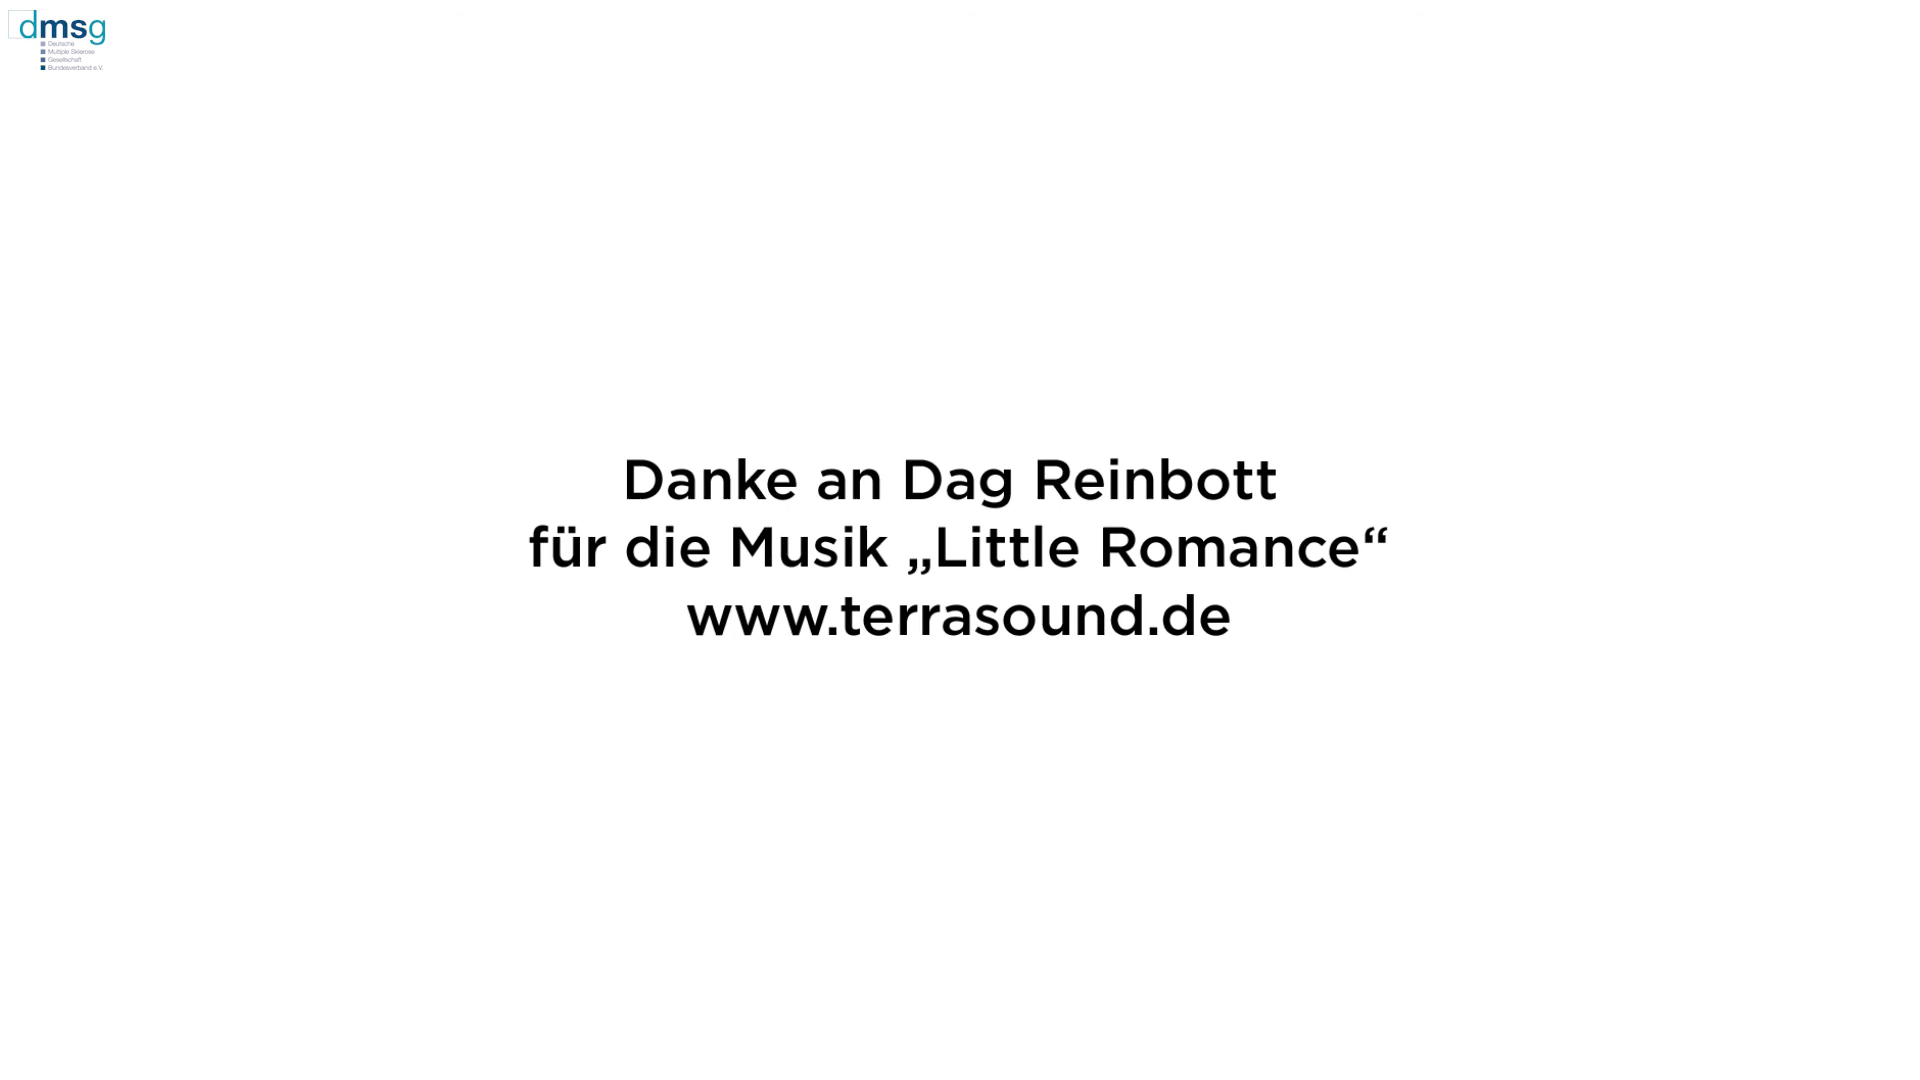 dmsg
Deutsche
Multiple Sklerose
Gesellschaft
Bundesverband e.V.
Danke an Dag Reinbott
für die Musik „Little Romance“
www.terrasound.de